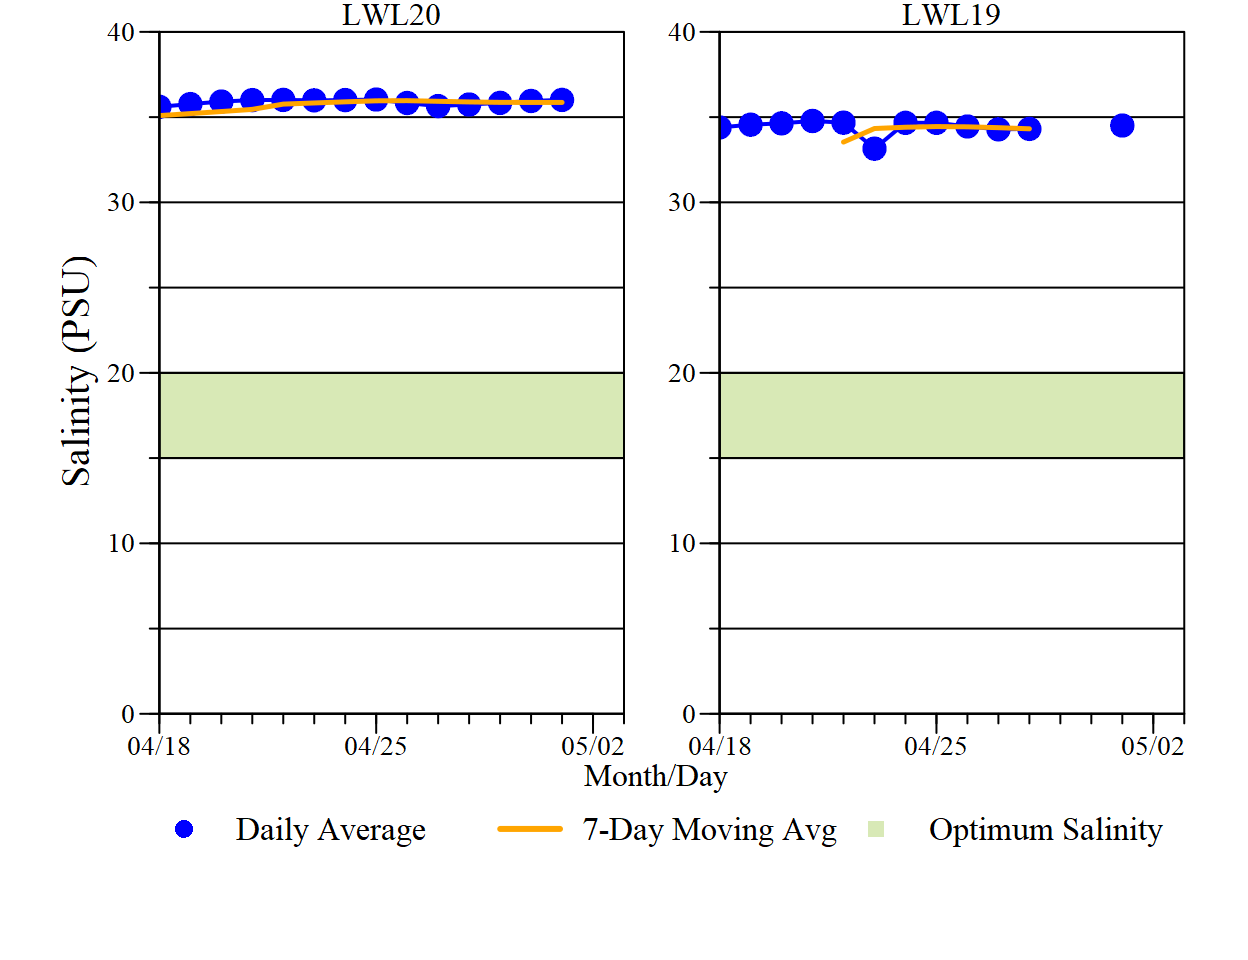 LWL20
LWL19
40
30
20
10
0
40
30
20
10
0
Salinity (PSU)
04/18
04/25
05/02
04/18
04/25
05/02
Month/Day
Daily Average
7-Day Moving Avg
Optimum Salinity